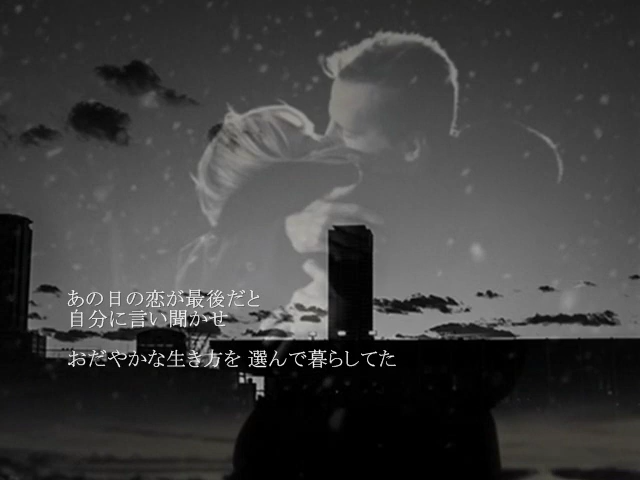 あの日の恋が最後だと
自分に言い聞かせ
おだやかな生き方を 選んで暮らしてた